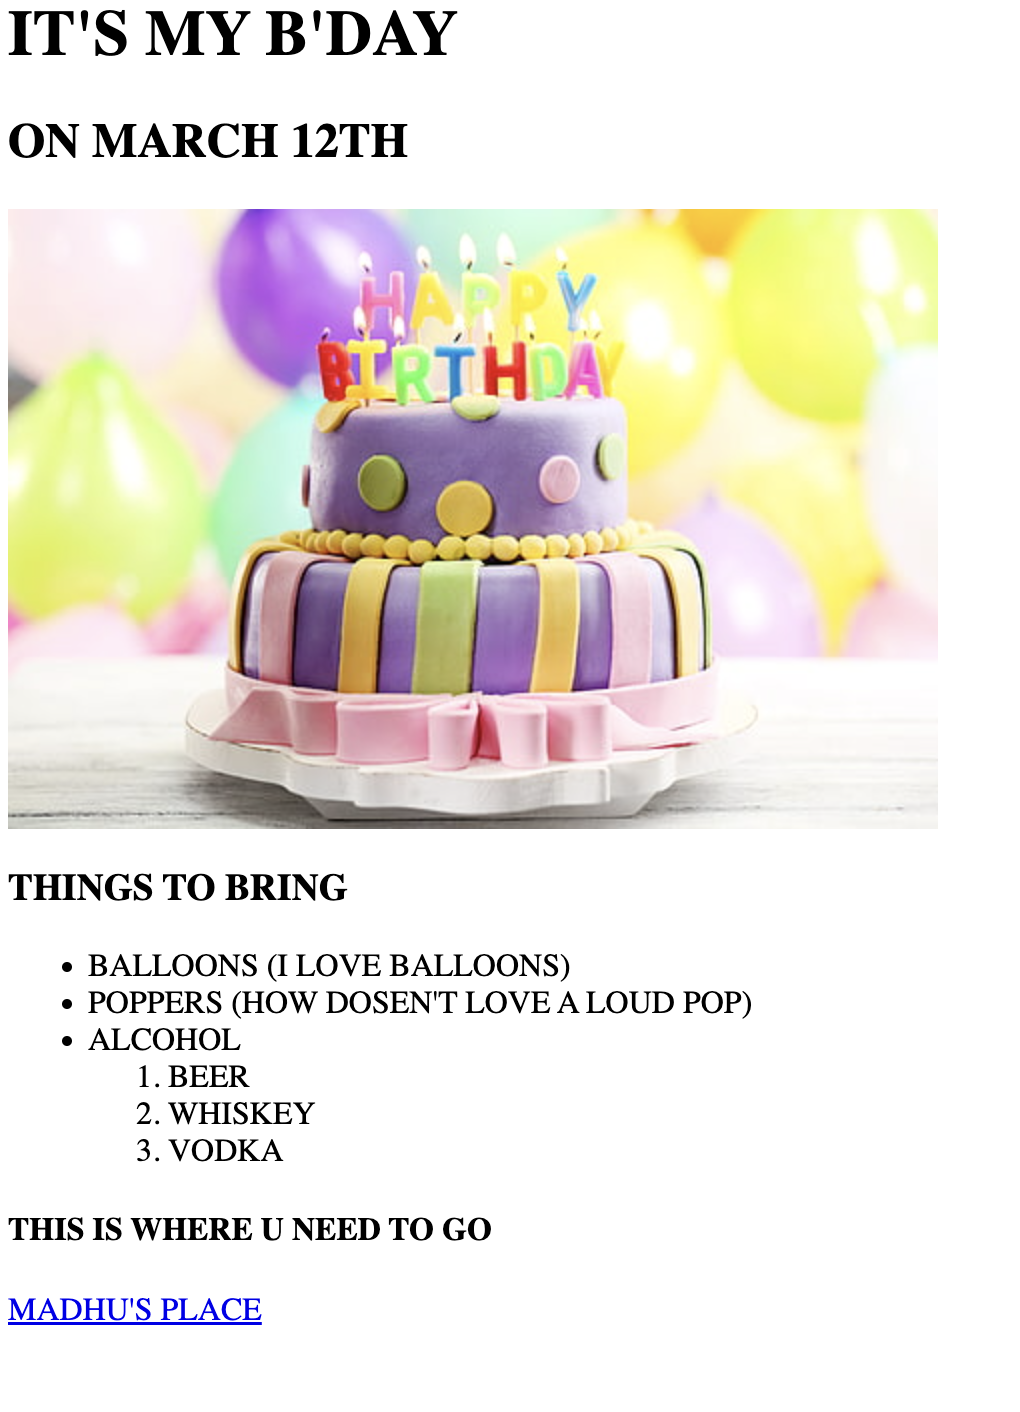 IT'S MY B'DAY
ON MARCH 12TH
HAPPY
BIRTHDAY
THINGS TO BRING
• BALLOONS (I LOVE BALLOONS)
• POPPERS (HOW DOSEN'T LOVE A LOUD POP)
• ALCOHOL
1. BEER
2. WHISKEY
3. VODKA
THIS IS WHERE U NEED TO GO
MADHU'S PLACE